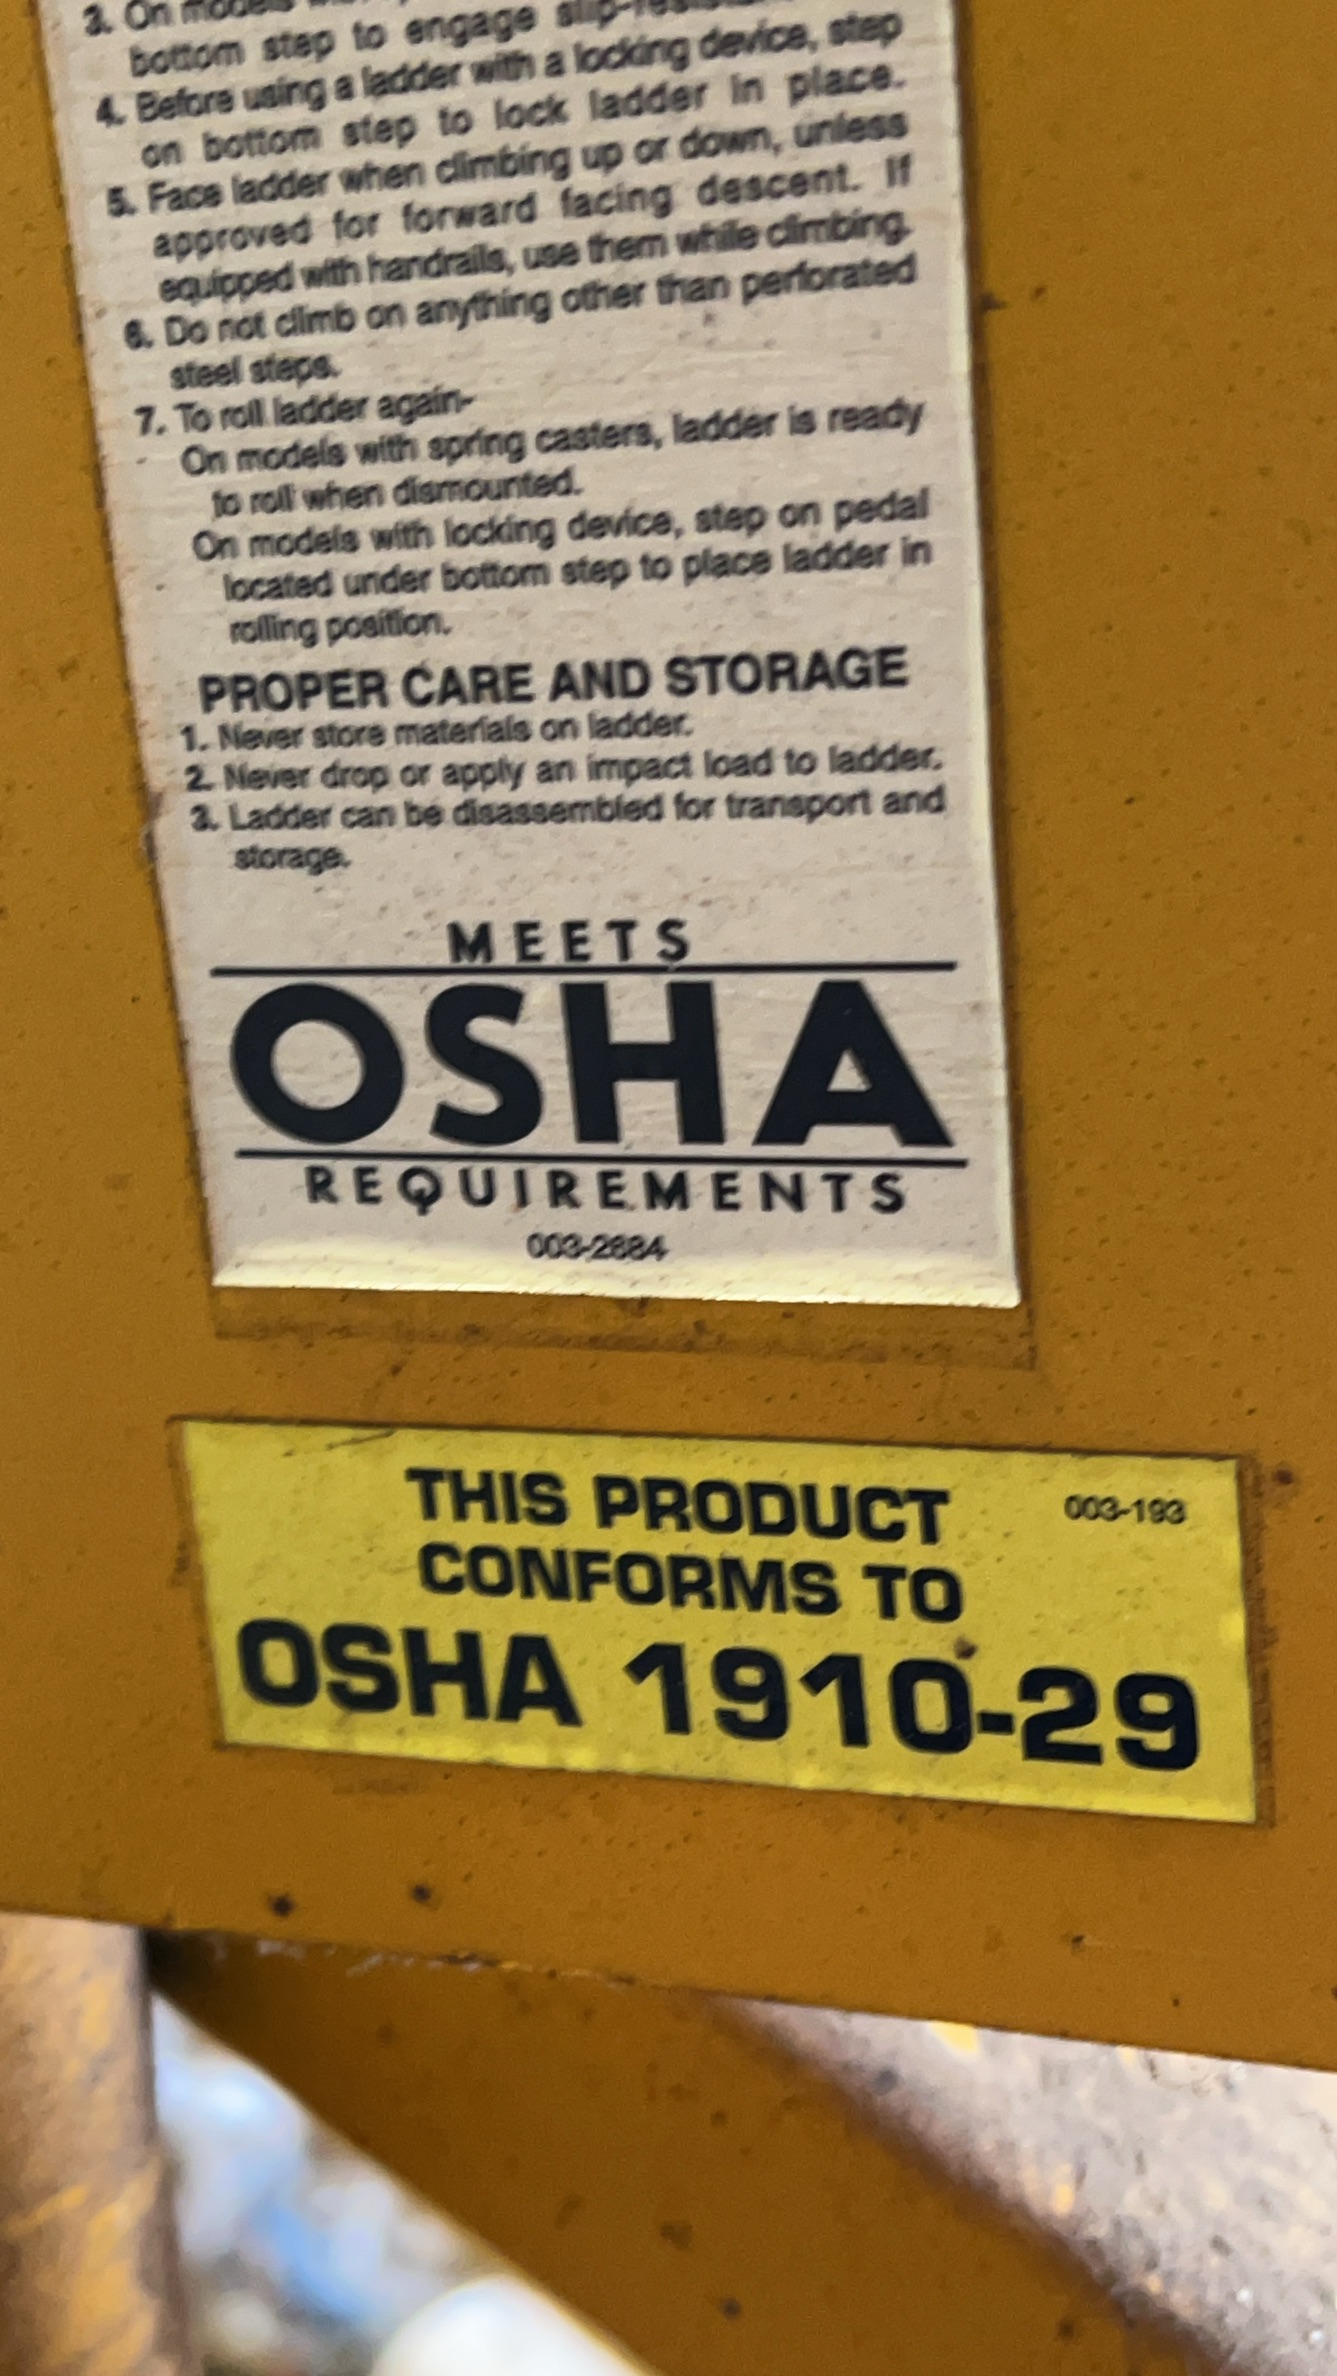 3. On models
bottom step to engage
4. Before using a ladder with a locking device, step
on bottom step to lock ladder in place.
5. Face ladder when climbing up or down, unless
approved for forward facing descent. If
equipped with handrails, use them while climbing.
6. Do not climb on anything other than perforated
steel steps.
7. To roll ladder again-
On models with spring casters, ladder is ready
to roll when dismounted.
On models with locking device, step on pedal
located under bottom step to place ladder in
rolling position.
PROPER CARE AND STORAGE
1. Never store materials on ladder.
2. Never drop or apply an impact load to ladder.
3. Ladder can be disassembled for transport and
storage.
MEETS
OSHA
REQUIREMENTS
003-2684
THIS PRODUCT
003-193
CONFORMS TO
OSHA 1910-29